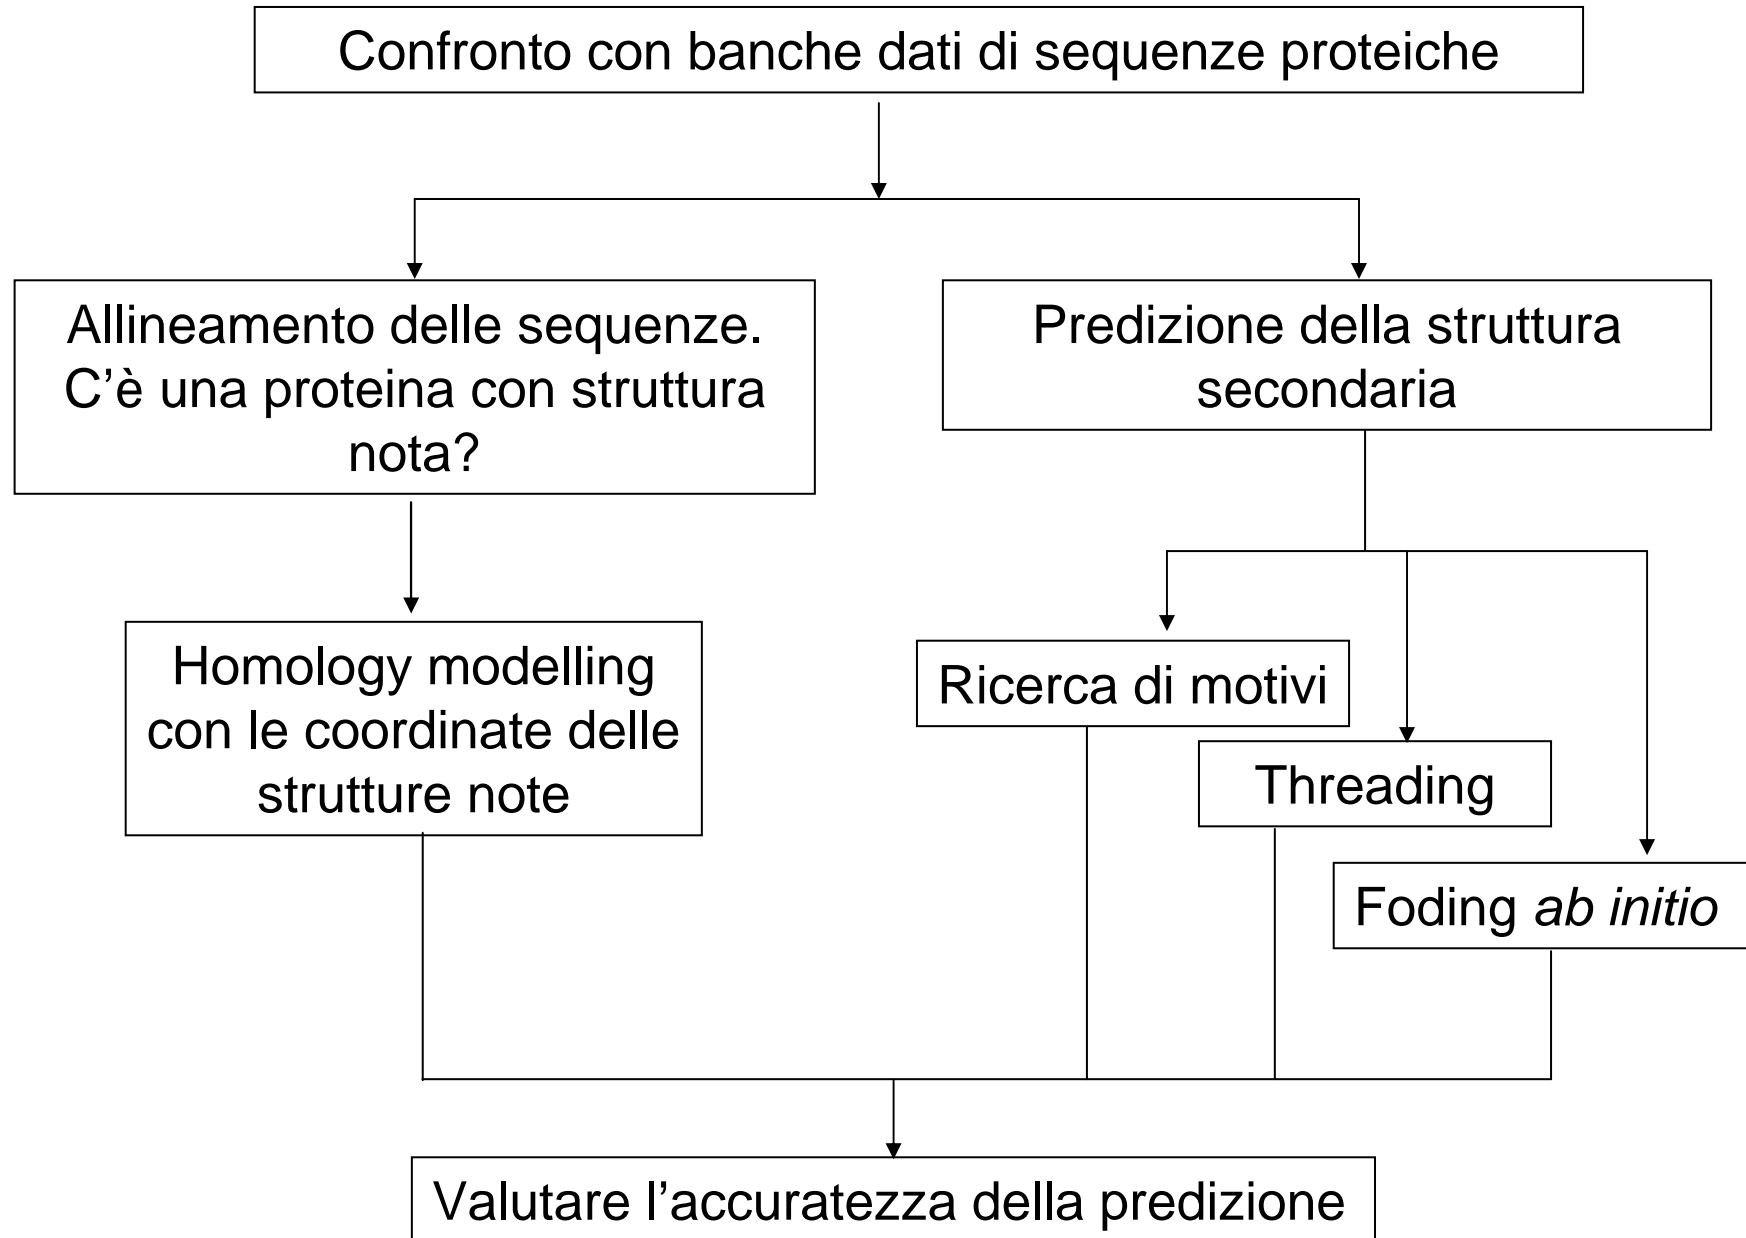 Confronto con banche dati di sequenze proteiche
Allineamento delle sequenze.
C’è una proteina con struttura
nota?
Predizione della struttura
secondaria
Homology modelling
con le coordinate delle
strutture note
Ricerca di motivi
Threading
Foding ab initio
Valutare l’accuratezza della predizione